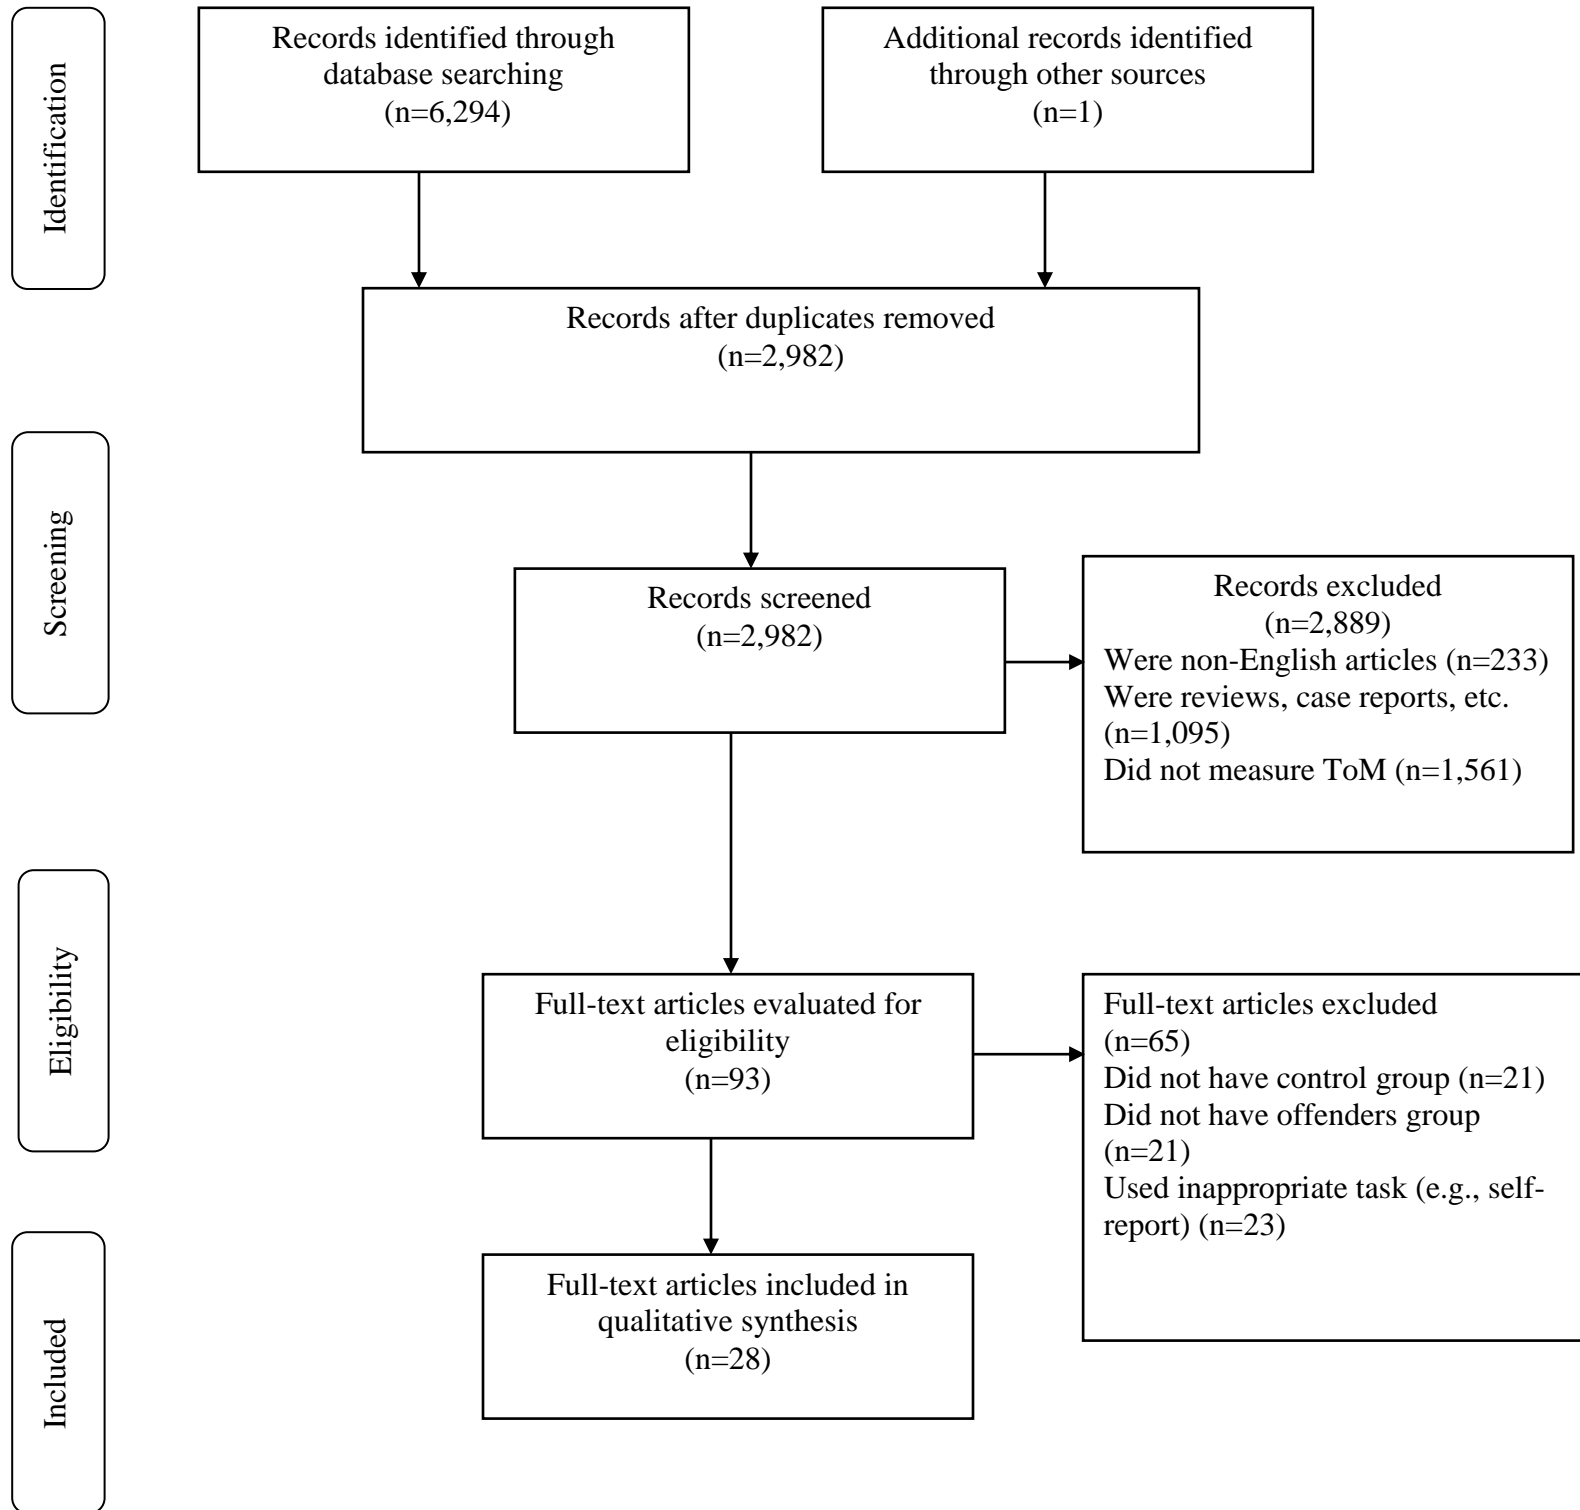 Identification
Records identified through
database searching
(n=6,294)
Additional records identified
through other sources
(n=1)
Records after duplicates removed
(n=2,982)
Screening
Records screened
(n=2,982)
Records excluded
(n=2,889)
Were non-English articles (n=233)
Were reviews, case reports, etc.
(n=1,095)
Did not measure ToM (n=1,561)
Eligibility
Full-text articles evaluated for
eligibility
(n=93)
Full-text articles excluded
(n=65)
Did not have control group (n=21)
Did not have offenders group
(n=21)
Used inappropriate task (e.g., self-
report) (n=23)
Included
Full-text articles included in
qualitative synthesis
(n=28)